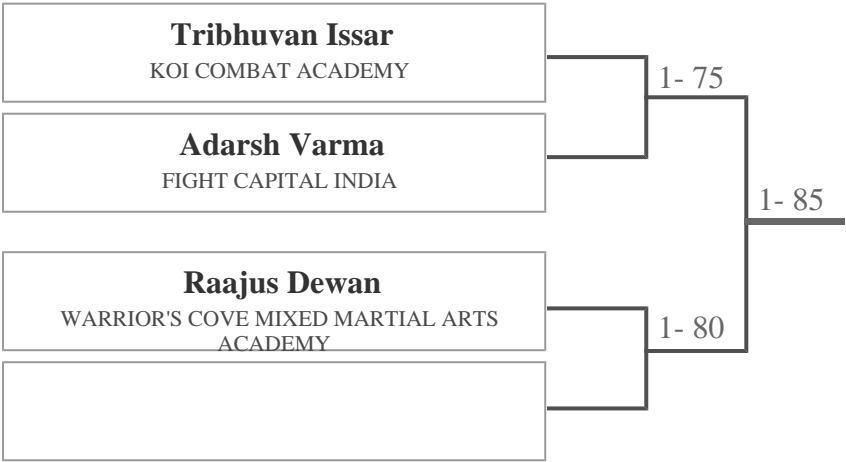 Tribhuvan Issar
KOI COMBAT ACADEMY
1- 75
Adarsh Varma
FIGHT CAPITAL INDIA
1- 85
Raajus Dewan
WARRIOR'S COVE MIXED MARTIAL ARTS
ACADEMY
1- 80